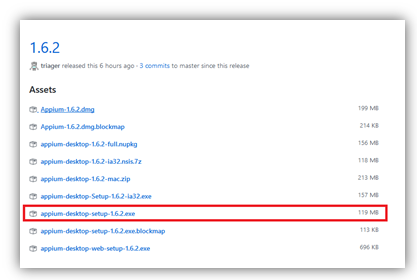 1.6.2
triager released this 6 hours ago · 3 commits to master since this release
Assets
Appium-1.6.2.dmg 199 MB
Appium-1.6.2.dmg.blockmap 214 KB
appium-desktop-1.6.2-full.nupkg 156 MB
appium-desktop-1.6.2-ia32.nsis.7z 118 MB
appium-desktop-1.6.2-mac.zip 213 MB
appium-desktop-Setup-1.6.2-ia32.exe 157 MB
appium-desktop-setup-1.6.2.exe 119 MB
appium-desktop-setup-1.6.2.exe.blockmap 113 KB
appium-desktop-web-setup-1.6.2.exe 696 KB